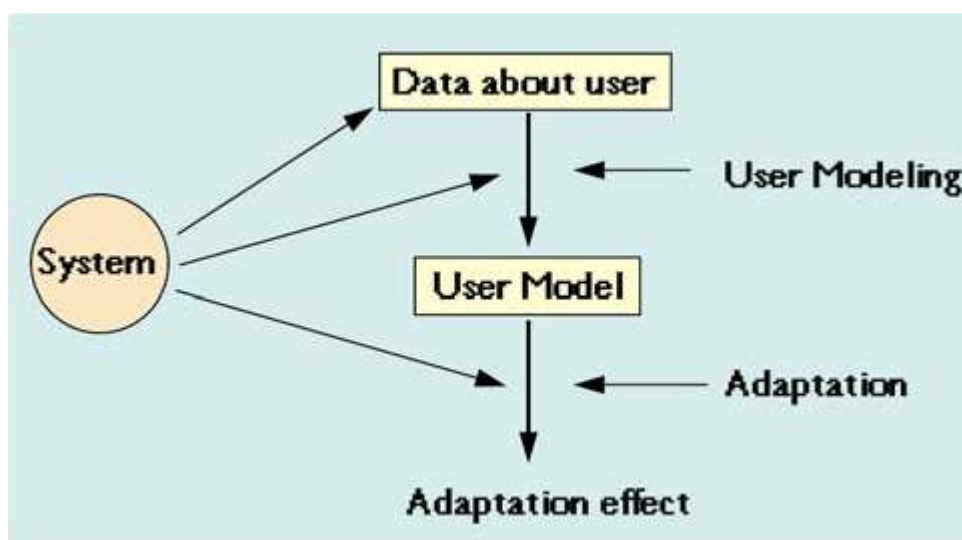 Data about user
User Modeling
System
User Model
Adaptation
Adaptation effect